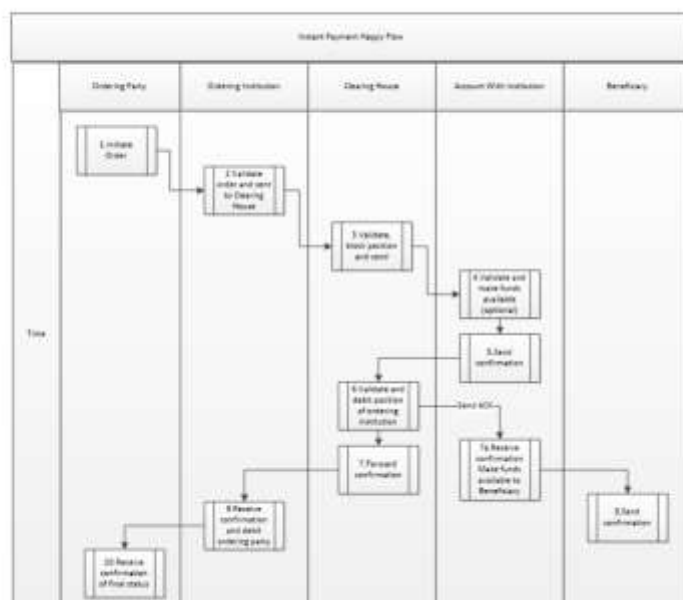 Instant Payment Happy Flow
Ordering Party
Ordering Institution
Clearing House
Account With Institution
Beneficiary
Time
1.Initiate
Order
2.Validate
order and sent
to Clearing
House
3.Validate,
block position
and send
4.Validate and
make funds
available
(optional)
5.Send
confirmation
6.Validate and
debit position
of ordering
institution
Send ACK
7.Forward
confirmation
7a.Receive
confirmation
Make funds
available to
Beneficiary
8.Receive
confirmation
and debit
ordering party
9.Send
confirmation
10.Receive
confirmation
of final status